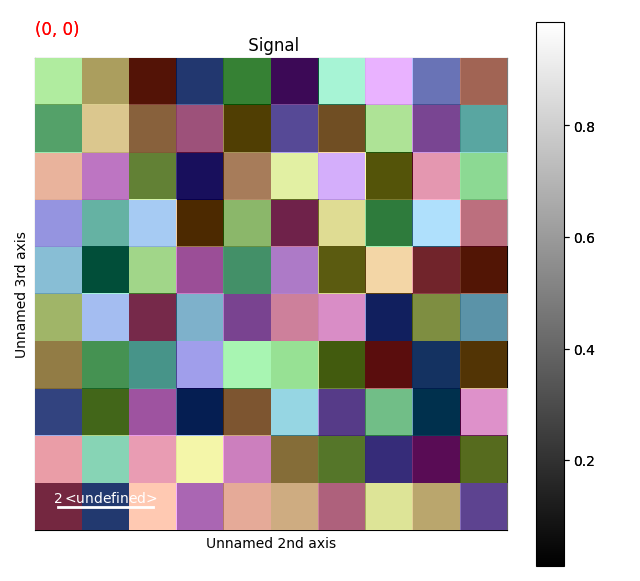 (0, 0)
Signal
0.8
0.6
0.4
0.2
Unnamed 3rd axis
2 <undefined>
Unnamed 2nd axis